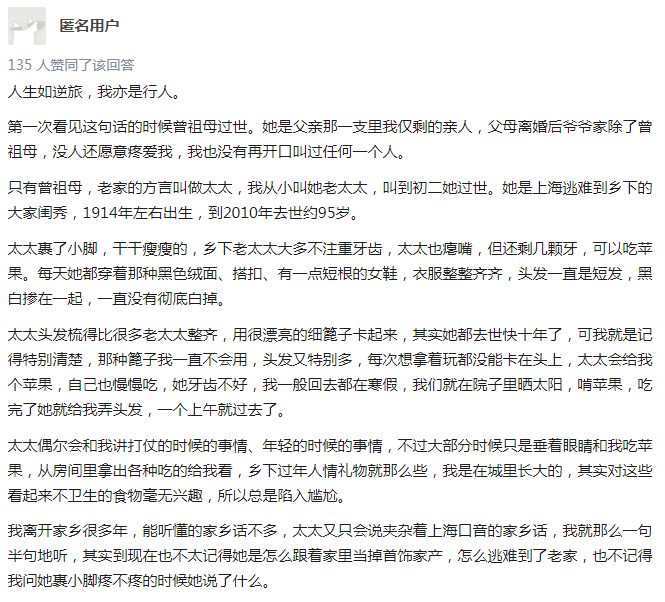 匿名用户
135 人赞同了该回答
人生如逆旅，我亦是行人。
第一次看见这句话的时候曾祖母过世。她是父亲那一支里我仅剩的亲人，父母离婚后爷爷家除了曾
祖母，没人还愿意疼爱我，我也没有再开口叫过任何一个人。
只有曾祖母，老家的方言叫做太太，我从小叫她老太太，叫到初二她过世。她是上海逃难到乡下的
大家闺秀，1914年左右出生，到2010年去世约95岁。
太太裹了小脚，干干瘦瘦的，乡下老太太大多不注重牙齿，太太也瘪嘴，但还剩几颗牙，可以吃苹
果。每天她都穿着那种黑色绒面、搭扣、有一点短根的女鞋，衣服整整齐齐，头发一直是短发，黑
白掺在一起，一直没有彻底白掉。
太太头发梳得比很多老太太整齐，用很漂亮的细篦子卡起来，其实她都去世快十年了，可我就是记
得特别清楚，那种篦子我一直不会用，头发又特别多，每次想拿着玩都没能卡在头上，太太会给我
个苹果，自己也慢慢吃，她牙齿不好，我一般回去都在寒假，我们就在院子里晒太阳，啃苹果，吃
完了她就给我弄头发，一个上午就过去了。
太太偶尔会和我讲打仗的时候的事情、年轻的时候的事情，不过大部分时候只是垂着眼睛和我吃苹
果，从房间里拿出各种吃的给我看，乡下过年人情礼物就那么些，我是在城里长大的，其实对这些
看起来不卫生的食物毫无兴趣，所以总是陷入尴尬。
我离开家乡很多年，能听懂的家乡话不多，太太又只会说夹杂着上海口音的家乡话，我就那么一句
半句地听，其实到现在也不太记得她是怎么跟着家里当掉首饰家产，怎么逃难到了老家，也不记得
我问她裹小脚疼不疼的时候她说了什么。